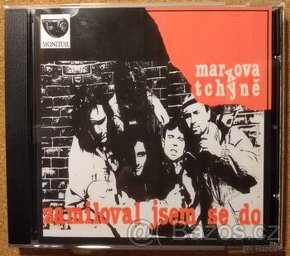 MONITOR
marxova
tchyně
zamiloval jsem se do
Bazos.cz